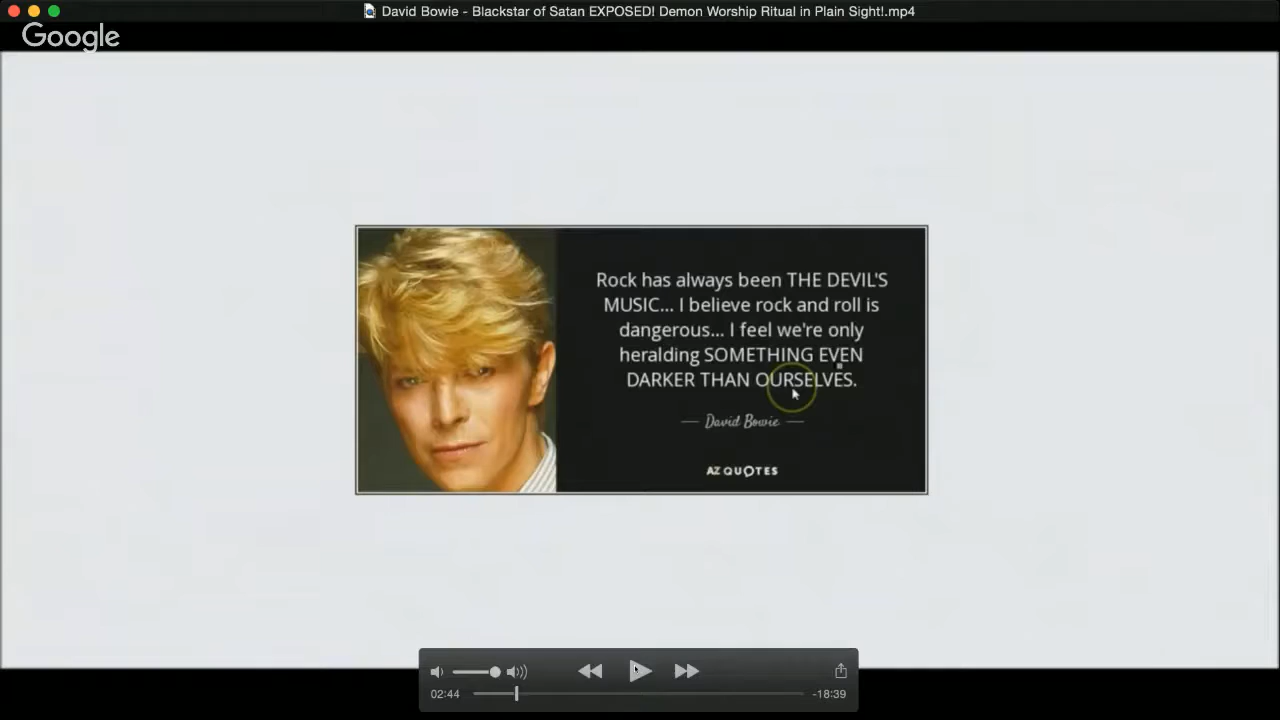 David Bowie - Blackstar of Satan EXPOSED! Demon Worship Ritual in Plain Sight!.mp4
Google
Rock has always been THE DEVIL'S
MUSIC... I believe rock and roll is
dangerous... I feel we're only
heralding SOMETHING EVEN
DARKER THAN OURSELVES.
— David Bowie —
AZ QUOTES
02:44
-18:39